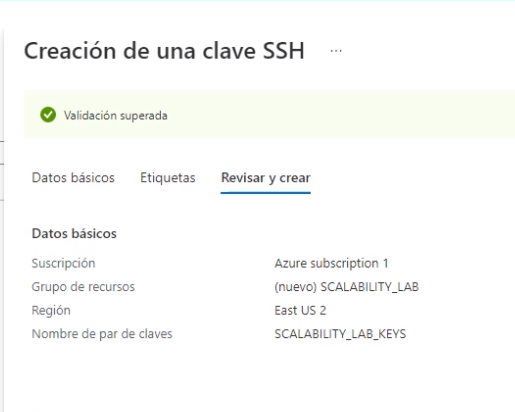 Creación de una clave SSH ...
Validación superada
Datos básicos Etiquetas Revisar y crear
Datos básicos
Suscripción Azure subscription 1
Grupo de recursos (nuevo) SCALABILITY_LAB
Región East US 2
Nombre de par de claves SCALABILITY_LAB_KEYS